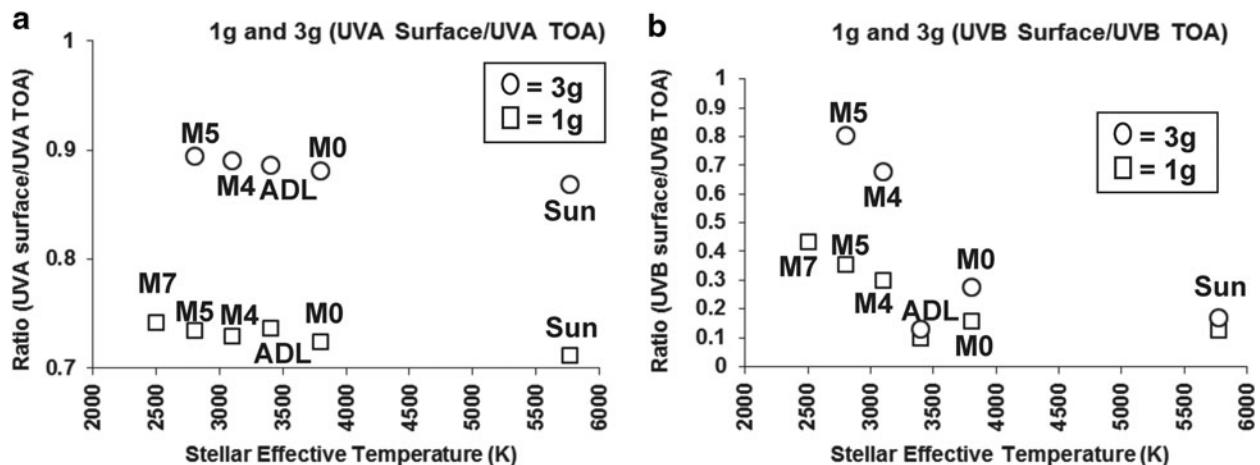 a
1g and 3g (UVA Surface/UVA TOA)
Ratio (UVA surface/UVA TOA)
1
0.9
0.8
0.7
○ = 3g
□ = 1g
M5
M4
ADL
M0
Sun
M7
M5
M4
ADL
M0
Sun
2000
2500
3000
3500
4000
4500
5000
5500
6000
Stellar Effective Temperature (K)
b
1g and 3g (UVB Surface/UVB TOA)
Ratio (UVB surface/UVB TOA)
1
0.9
0.8
0.7
0.6
0.5
0.4
0.3
0.2
0.1
0
○ = 3g
□ = 1g
M5
M4
M7
M5
M4
ADL
M0
M0
Sun
2000
2500
3000
3500
4000
4500
5000
5500
6000
Stellar Effective Temperature (K)